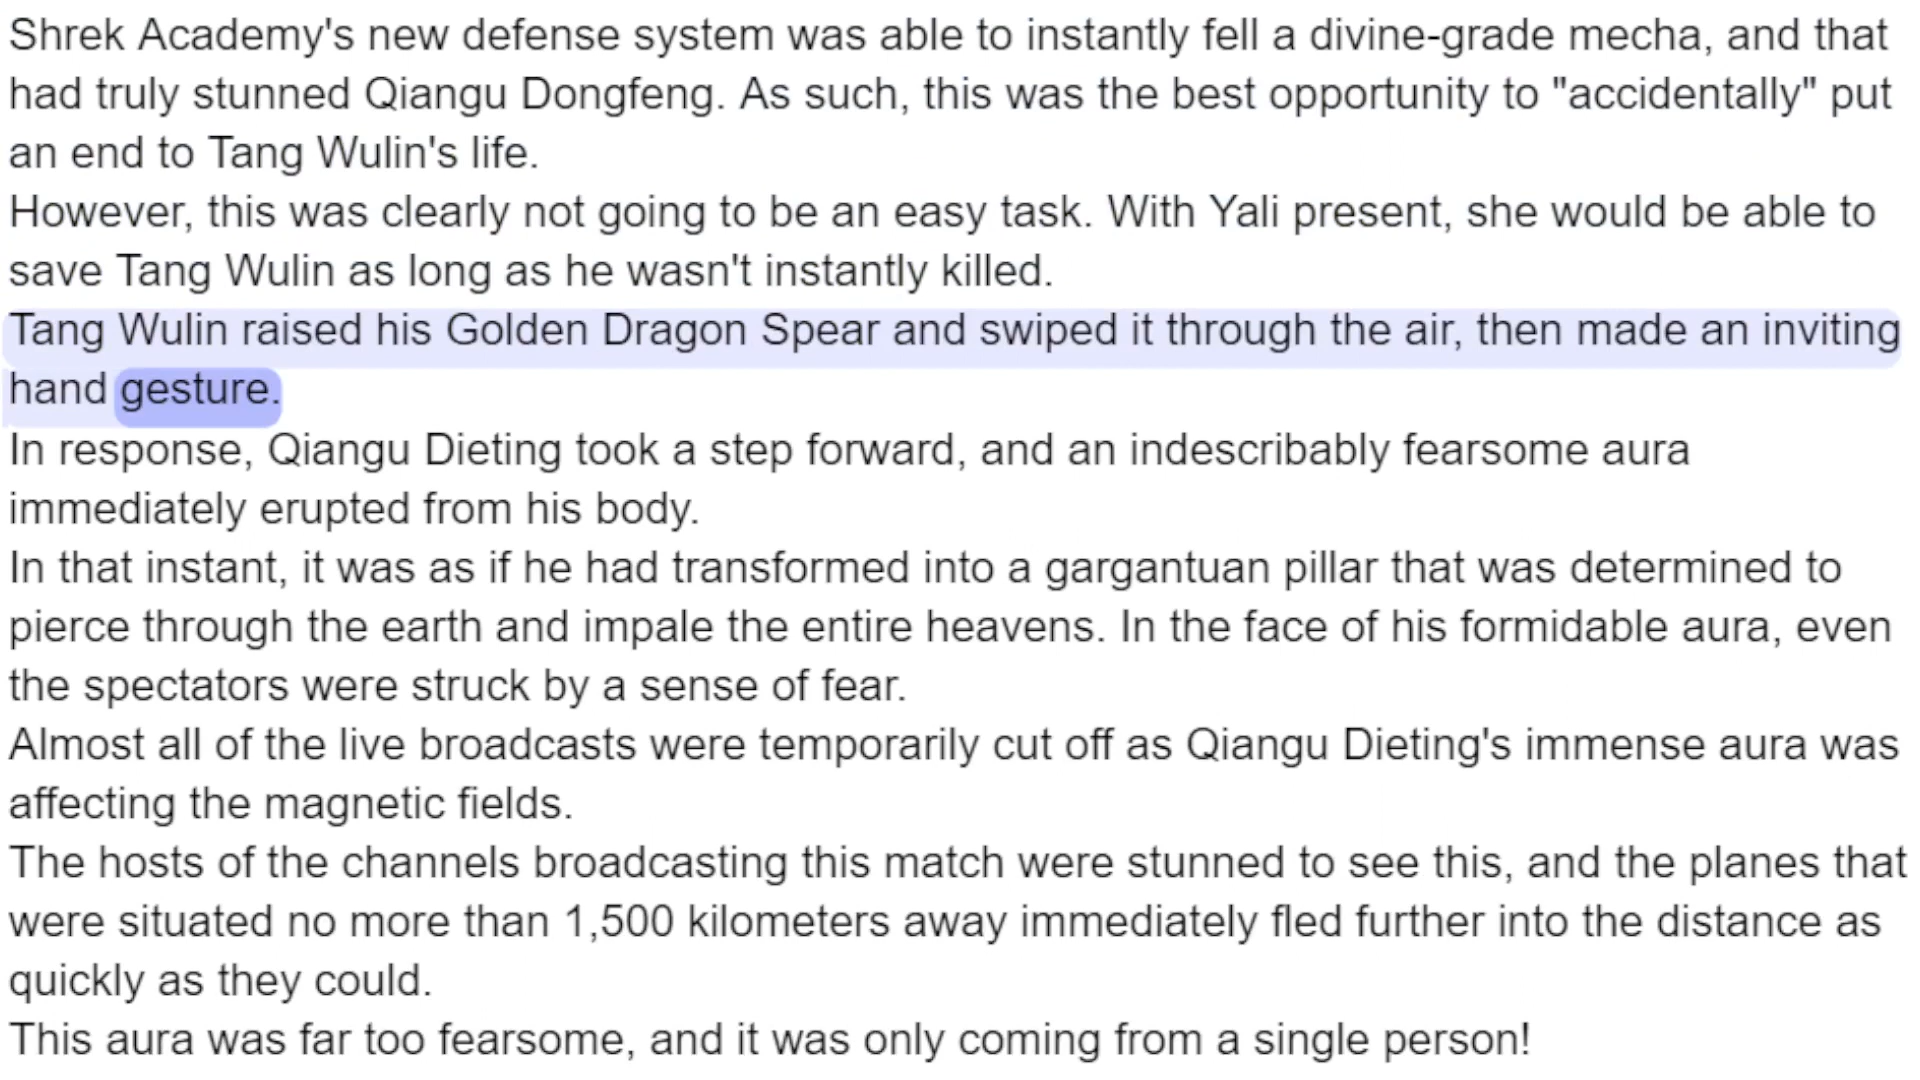 Shrek Academy's new defense system was able to instantly fell a divine-grade mecha, and that
had truly stunned Qiangu Dongfeng. As such, this was the best opportunity to "accidentally" put
an end to Tang Wulin's life.
However, this was clearly not going to be an easy task. With Yali present, she would be able to
save Tang Wulin as long as he wasn't instantly killed.
Tang Wulin raised his Golden Dragon Spear and swiped it through the air, then made an inviting
hand gesture.
In response, Qiangu Dieting took a step forward, and an indescribably fearsome aura
immediately erupted from his body.
In that instant, it was as if he had transformed into a gargantuan pillar that was determined to
pierce through the earth and impale the entire heavens. In the face of his formidable aura, even
the spectators were struck by a sense of fear.
Almost all of the live broadcasts were temporarily cut off as Qiangu Dieting's immense aura was
affecting the magnetic fields.
The hosts of the channels broadcasting this match were stunned to see this, and the planes that
were situated no more than 1,500 kilometers away immediately fled further into the distance as
quickly as they could.
This aura was far too fearsome, and it was only coming from a single person!